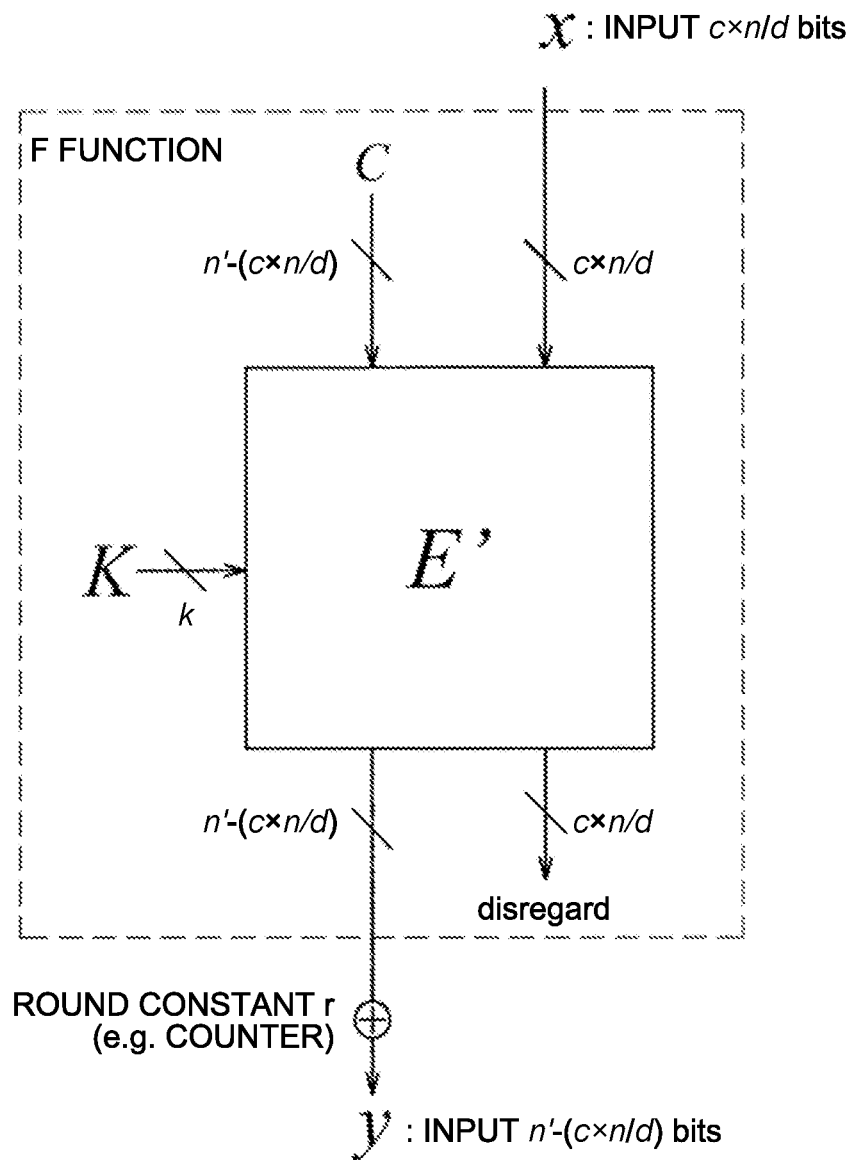 x : INPUT c×n/d bits
F FUNCTION
C
n'-(c×n/d)
c×n/d
K
k
E’
n'-(c×n/d)
c×n/d
disregard
ROUND CONSTANT r
(e.g. COUNTER)
y : INPUT n'-(c×n/d) bits